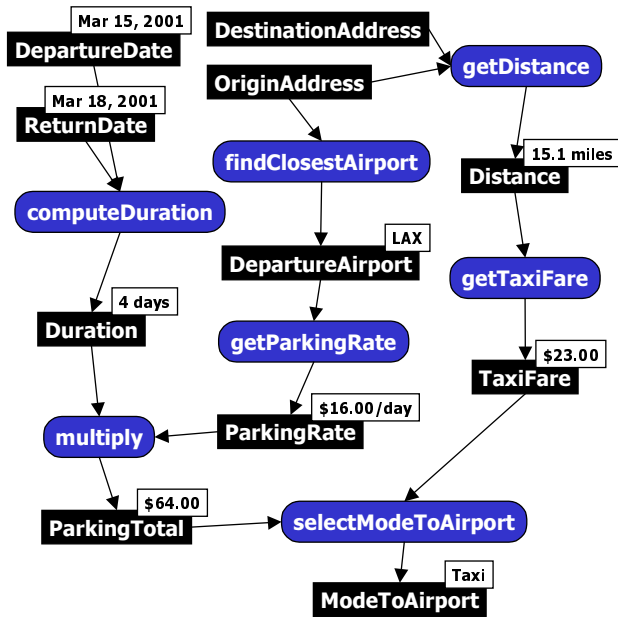 Mar 15, 2001
DepartureDate
DestinationAddress
getDistance
OriginAddress
Mar 18, 2001
ReturnDate
findClosestAirport
15.1 miles
Distance
computeDuration
LAX
DepartureAirport
getTaxiFare
4 days
Duration
getParkingRate
$23.00
TaxiFare
$16.00/day
ParkingRate
multiply
$64.00
ParkingTotal
selectModeToAirport
Taxi
ModeToAirport